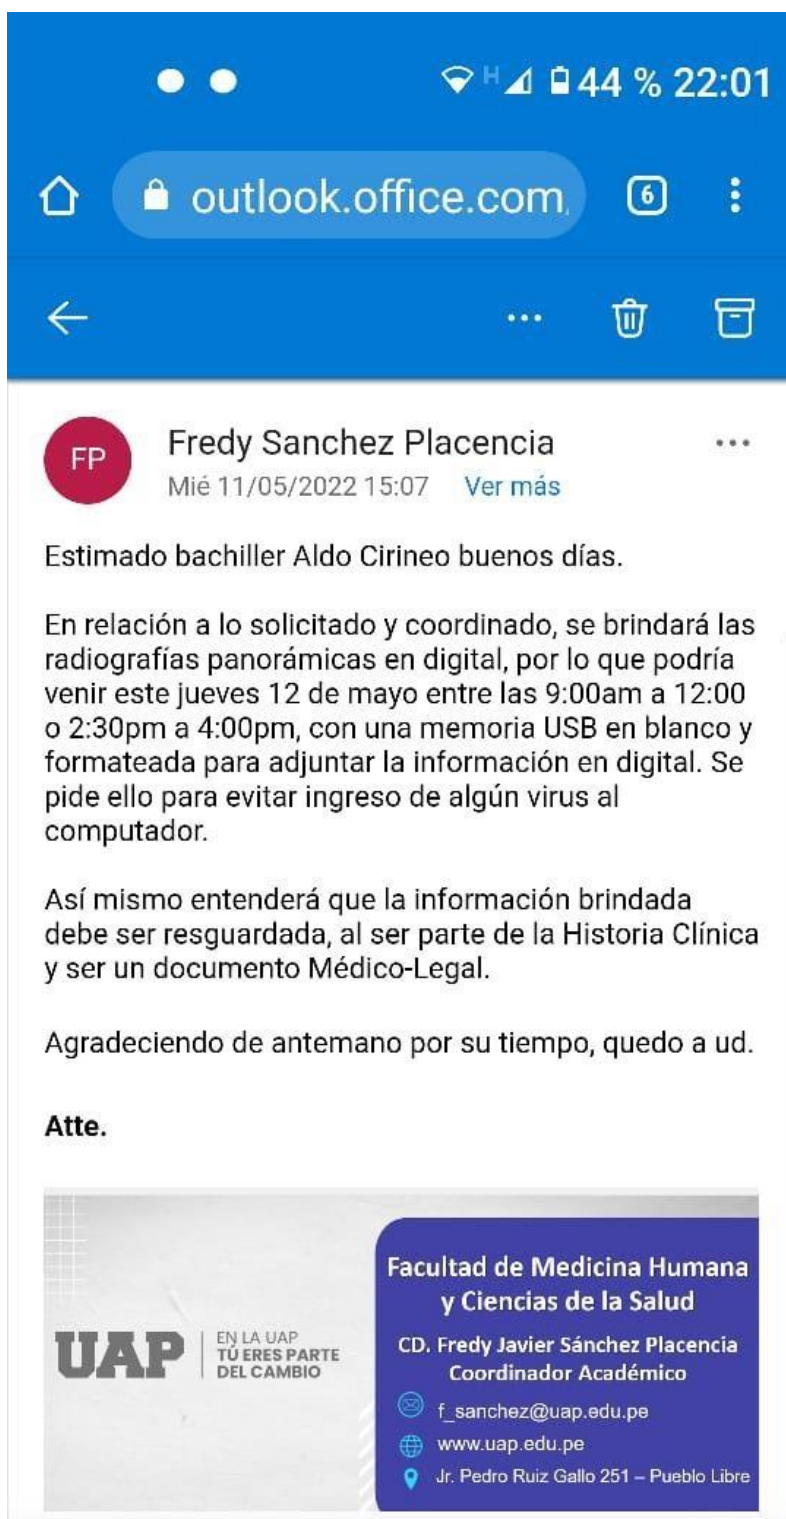 H 44 % 22:01
outlook.office.com
6
FP
Fredy Sanchez Placencia
Mié 11/05/2022 15:07 Ver más
Estimado bachiller Aldo Cirineo buenos días.
En relación a lo solicitado y coordinado, se brindará las
radiografías panorámicas en digital, por lo que podría
venir este jueves 12 de mayo entre las 9:00am a 12:00
o 2:30pm a 4:00pm, con una memoria USB en blanco y
formateada para adjuntar la información en digital. Se
pide ello para evitar ingreso de algún virus al
computador.
Así mismo entenderá que la información brindada
debe ser resguardada, al ser parte de la Historia Clínica
y ser un documento Médico-Legal.
Agradeciendo de antemano por su tiempo, quedo a ud.
Atte.
UAP
EN LA UAP
TÚ ERES PARTE
DEL CAMBIO
Facultad de Medicina Humana
y Ciencias de la Salud
CD. Fredy Javier Sánchez Placencia
Coordinador Académico
f_sanchez@uap.edu.pe
www.uap.edu.pe
Jr. Pedro Ruiz Gallo 251 – Pueblo Libre